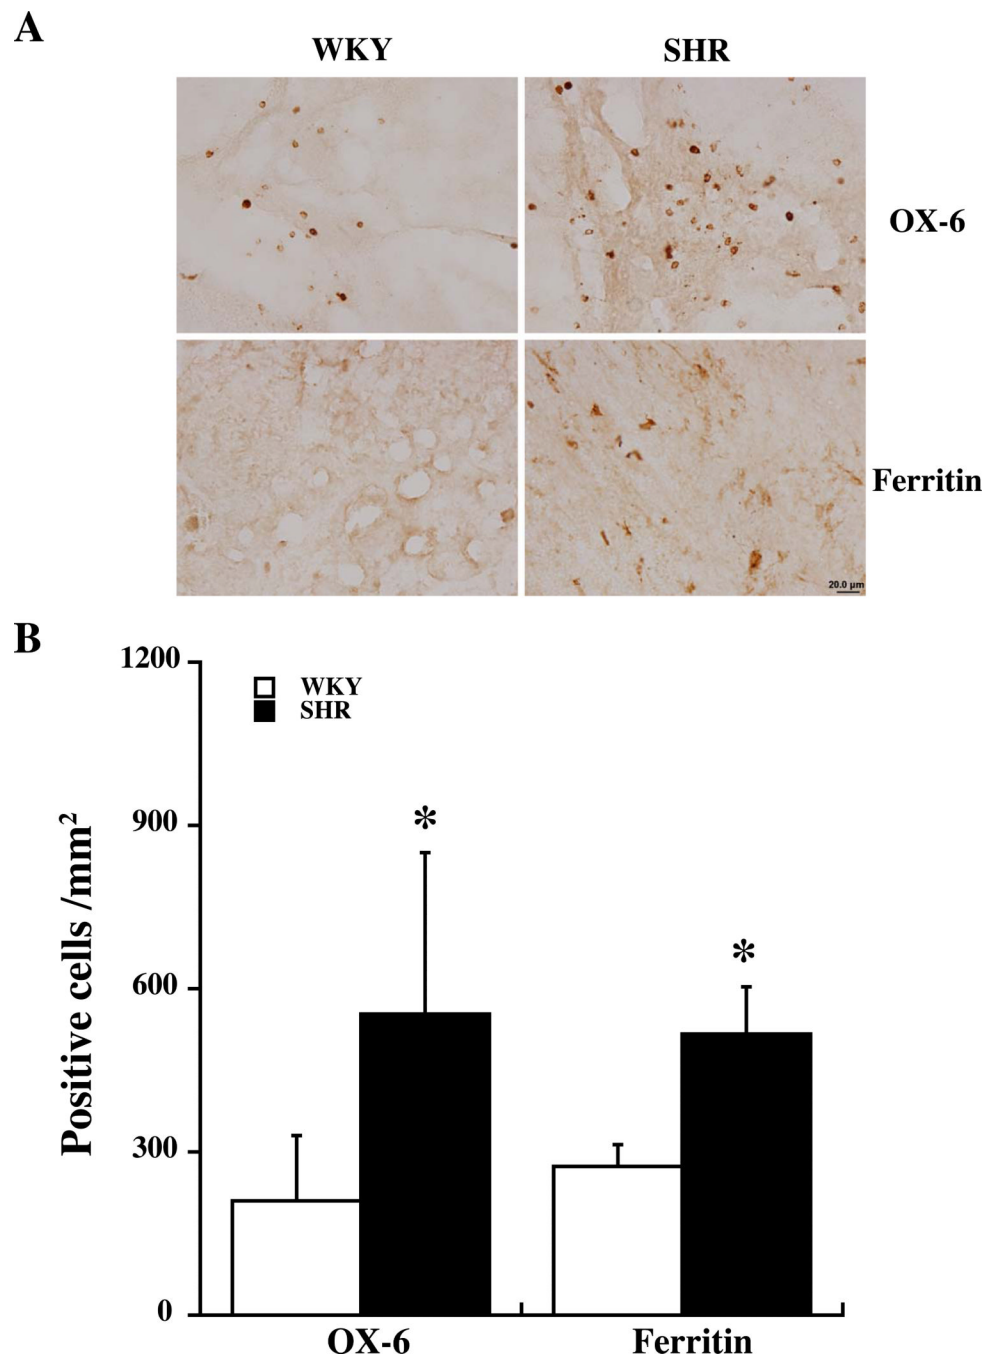 A
WKY SHR
OX-6
Ferritin
20.0 µm
B
1200
WKY
SHR
900
*
*
600
300
0
Positive cells /mm²
OX-6 Ferritin